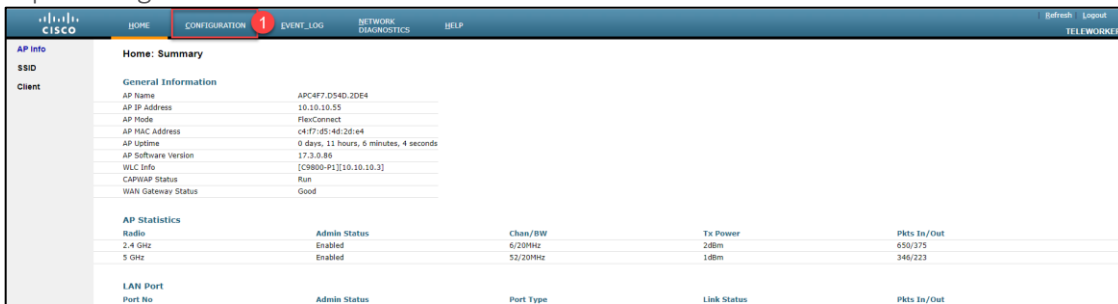 CISCO
HOME
CONFIGURATION
1
EVENT_LOG
NETWORK DIAGNOSTICS
HELP
Refresh Logout
TELEWORKER
AP Info
SSID
Client
Home: Summary
General Information
AP Name APC4F7.D54D.2DE4
AP IP Address 10.10.10.55
AP Mode FlexConnect
AP MAC Address c4:f7:d5:4d:2d:e4
AP Uptime 0 days, 11 hours, 6 minutes, 4 seconds
AP Software Version 17.3.0.86
WLC Info [C9800-P1][10.10.10.3]
CAPWAP Status Run
WAN Gateway Status Good
AP Statistics
Radio Admin Status Chan/BW Tx Power Pkts In/Out
2.4 GHz Enabled 6/20MHz 2dBm 650/375
5 GHz Enabled 52/20MHz 1dBm 346/223
LAN Port
Port No Admin Status Port Type Link Status Pkts In/Out